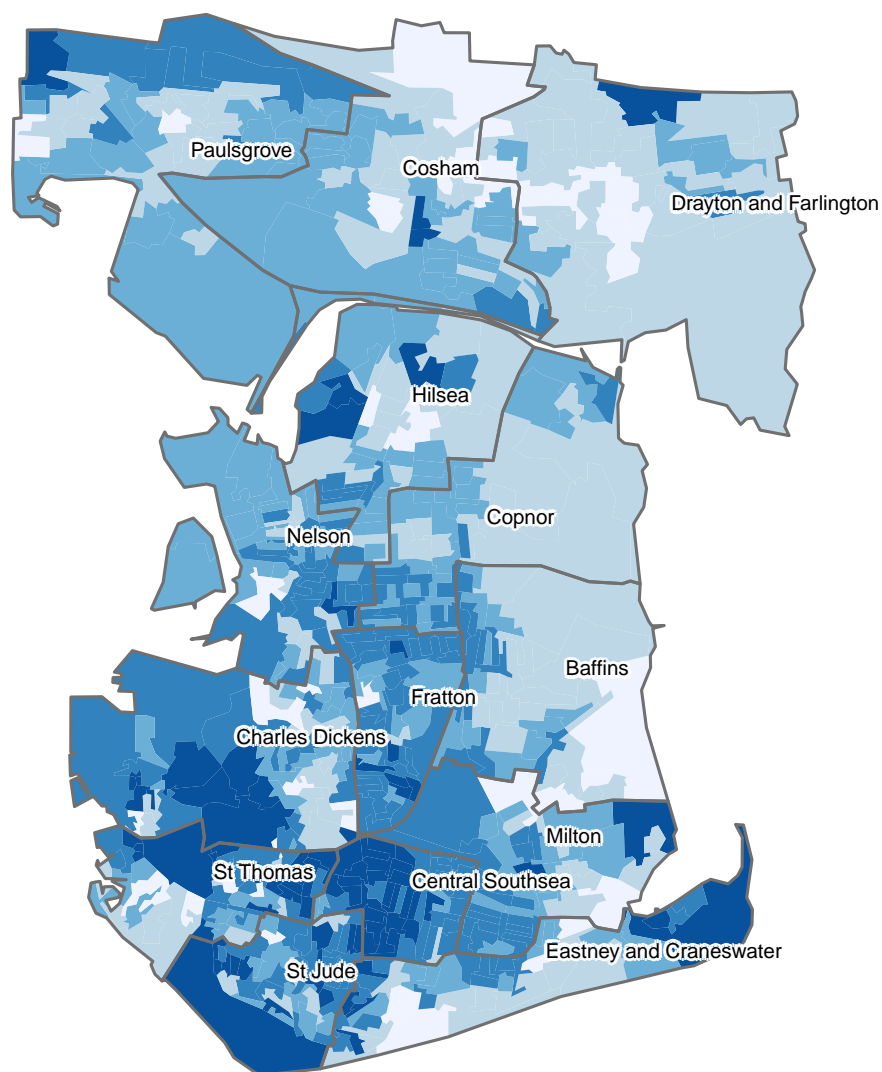 Paulsgrove
Cosham
Drayton and Farlington
Hilsea
Copnor
Nelson
Baffins
Fratton
Charles Dickens
Milton
St Thomas
Central Southsea
Eastney and Craneswater
St Jude